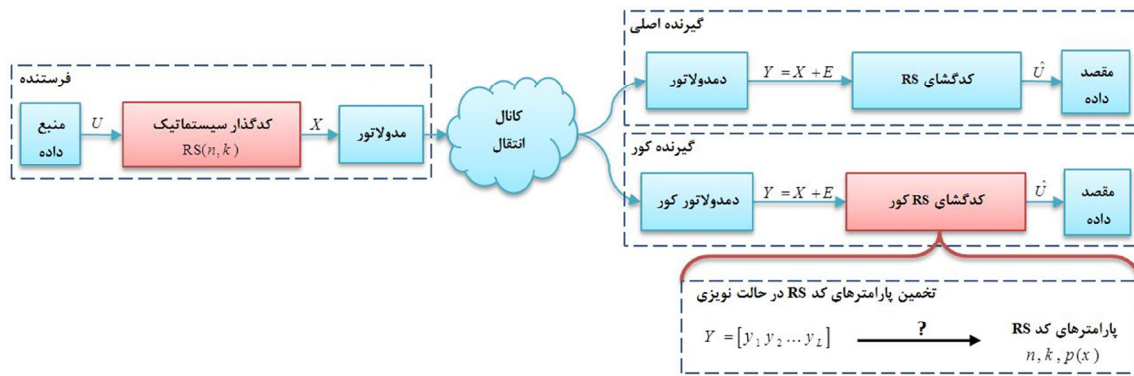 فرستنده
منبع
داده
U
کدگذار سیستماتیک
RS(n, k)
X
مدولاتور
کانال
انتقال
گیرنده اصلی
دمدولاتور
Y = X + E
کدگشای RS
Û
مقصد
داده
گیرنده کور
دمدولاتور کور
Y = X + E
کدگشای RS کور
Û
مقصد
داده
تخمین پارامترهای کد RS در حالت نویزی
Y = [y₁ y₂ ... y_L]
?
پارامترهای کد RS
n, k, p(x)